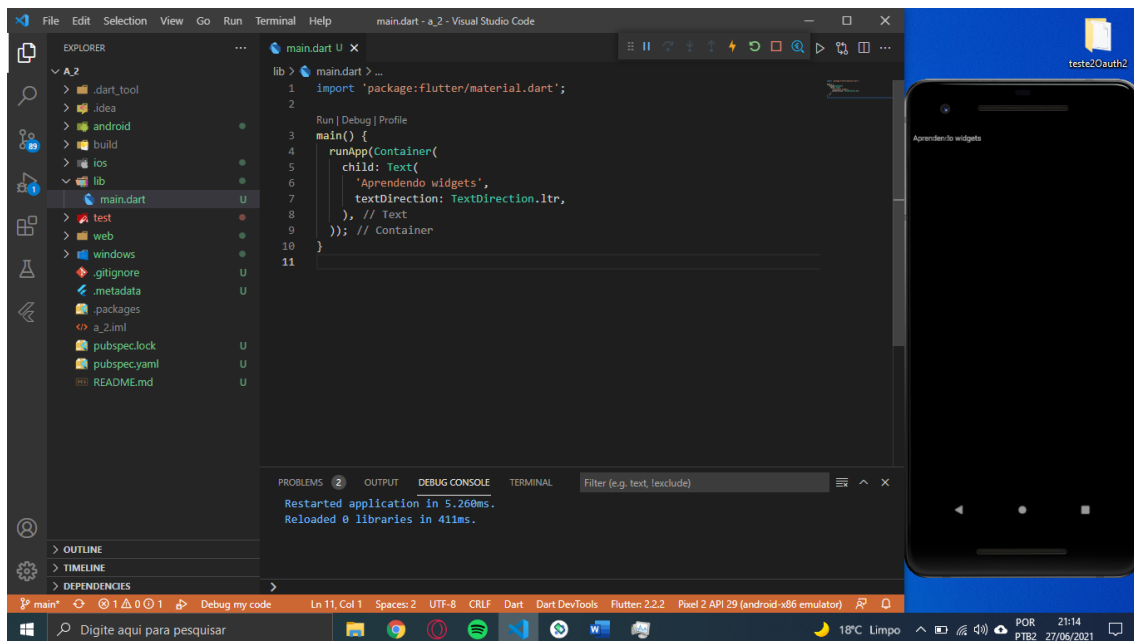 File Edit Selection View Go Run Terminal Help main.dart - a_2 - Visual Studio Code
teste2Oauth2
EXPLORER
main.dart U
A_2
.dart_tool
.idea
android
build
ios
lib
main.dart U
test
web
windows
.gitignore U
.metadata U
.packages
a_2.iml
pubspec.lock U
pubspec.yaml U
README.md U
OUTLINE
TIMELINE
DEPENDENCIES
89
1
lib > main.dart > ...
1 import 'package:flutter/material.dart';
2
Run | Debug | Profile
3 main() {
4 runApp(Container(
5 child: Text(
6 'Aprendendo widgets',
7 textDirection: TextDirection.ltr,
8 ), // Text
9 )); // Container
10 }
11
PROBLEMS 2 OUTPUT DEBUG CONSOLE TERMINAL Filter (e.g. text, !exclude)
Restarted application in 5.260ms.
Reloaded 0 libraries in 411ms.
Aprendendo widgets
main* 1 0 1 Debug my code Ln 11, Col 1 Spaces: 2 UTF-8 CRLF Dart Dart DevTools Flutter: 2.2.2 Pixel 2 API 29 (android-x86 emulator)
Digite aqui para pesquisar
18°C Limpo
POR
PTB2
21:14
27/06/2021